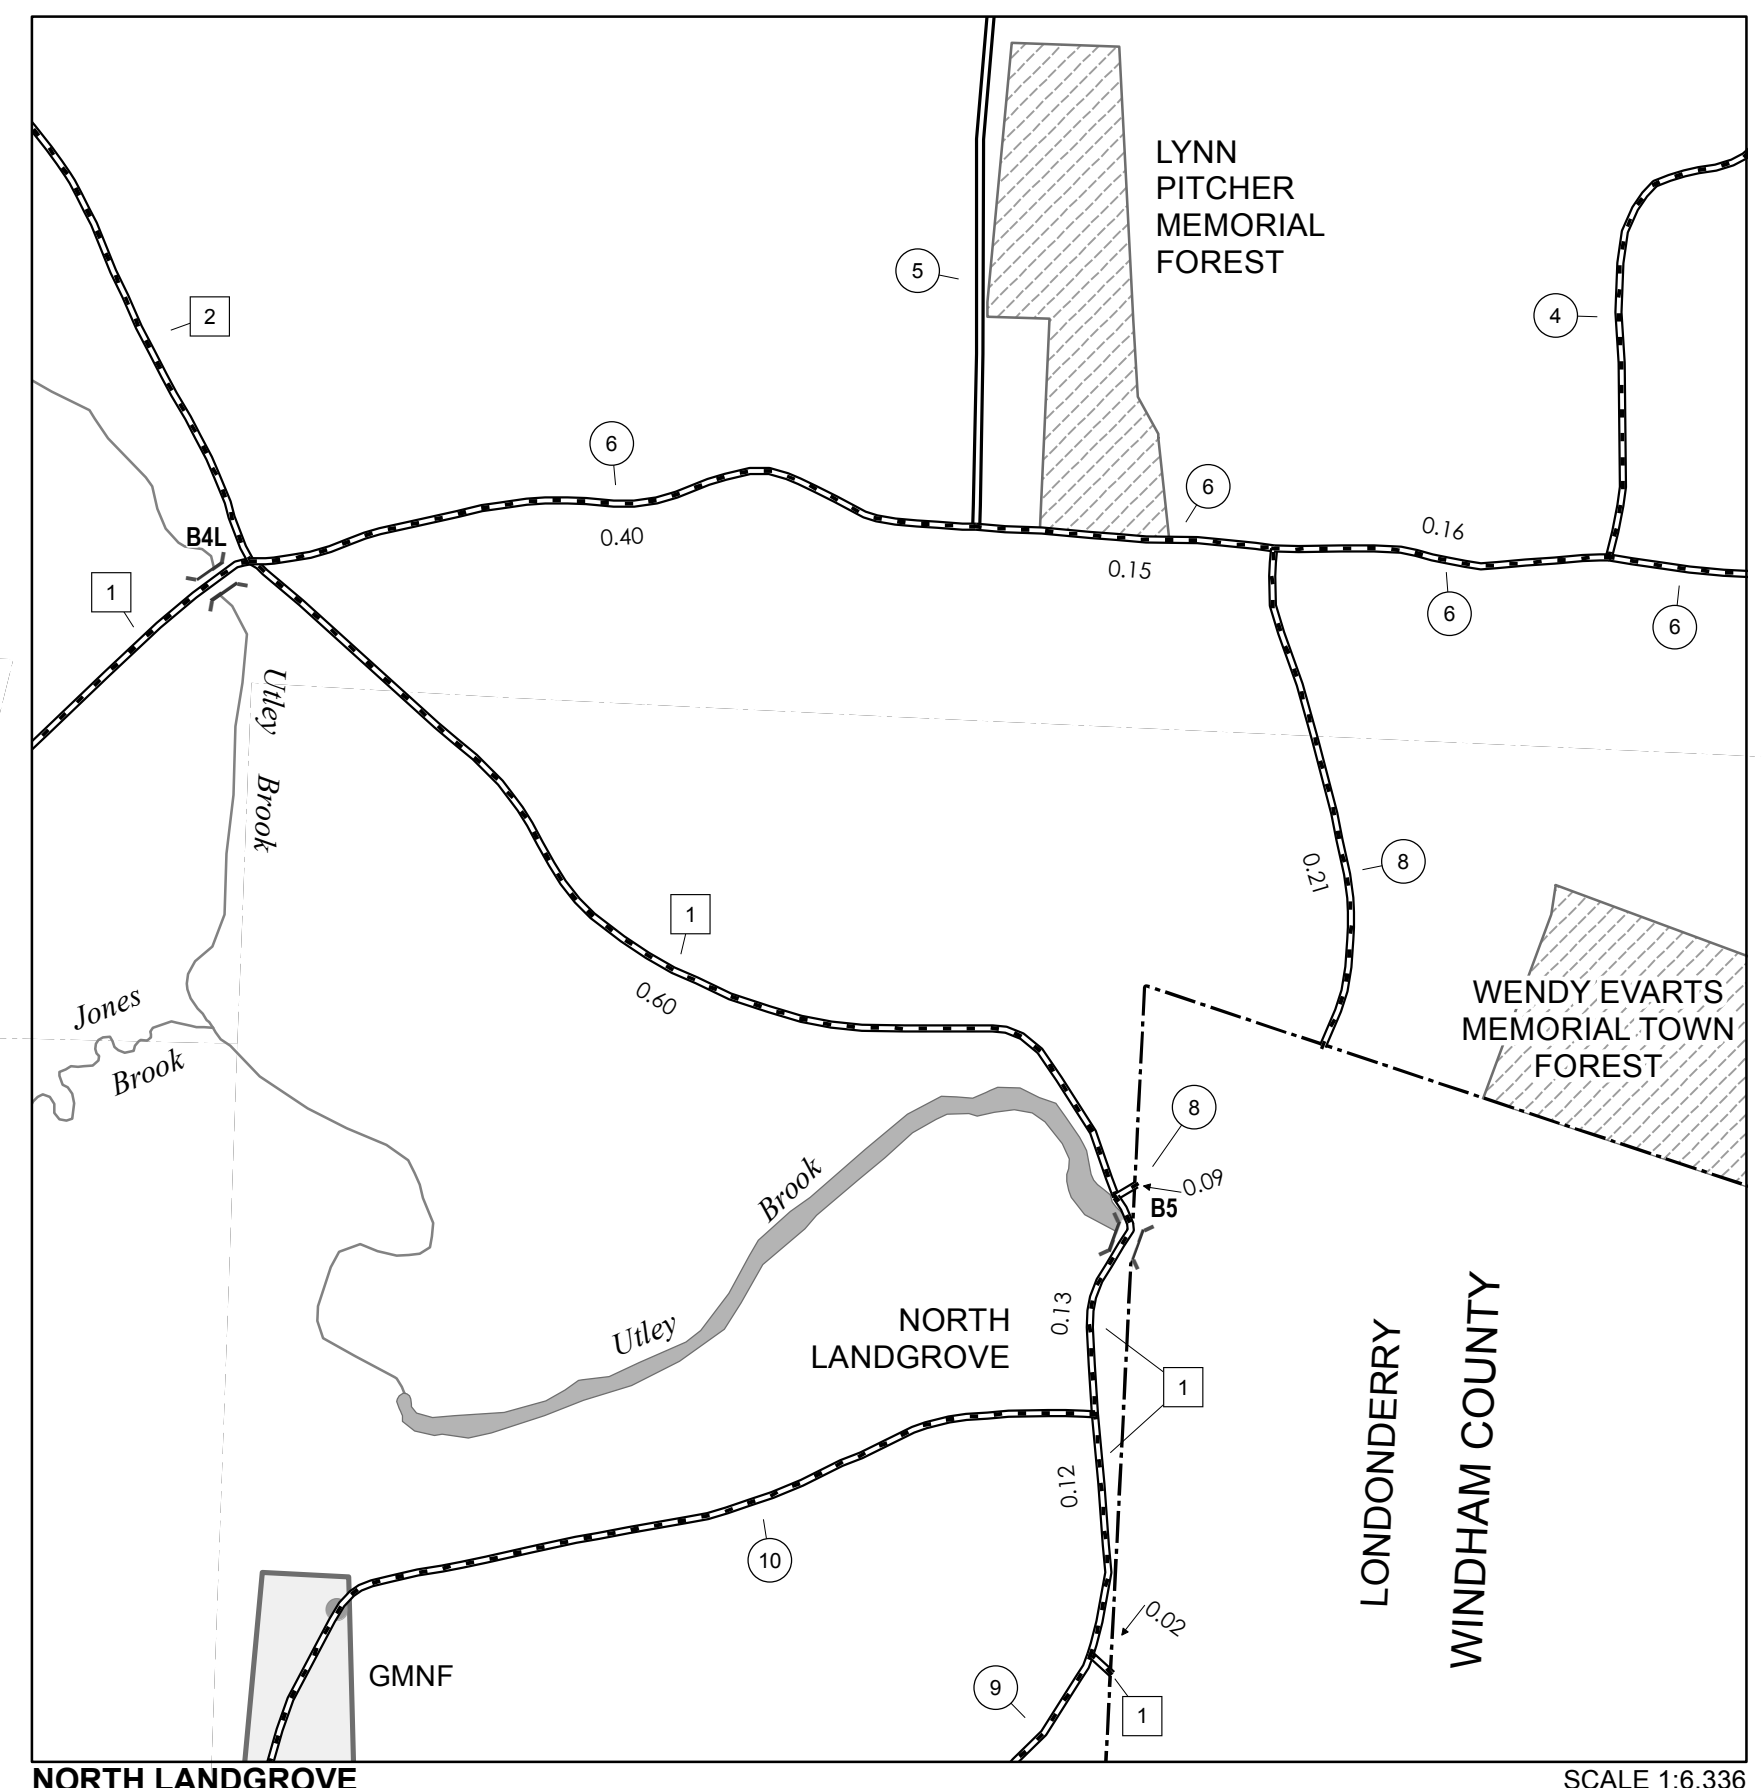 LYNN
PITCHER
MEMORIAL
FOREST
5
4
2
6
6
0.40
0.16
B4L
0.15
1
6
6
Utley
Brook
8
0.21
1
0.60
WENDY EVARTS
MEMORIAL TOWN
FOREST
Jones
Brook
8
0.09
B5
Brook
Utley
NORTH
LANDGROVE
0.13
1
LONDONDERRY
WINDHAM COUNTY
0.12
10
0.02
GMNF
9
1
NORTH LANDGROVE
SCALE 1:6,336